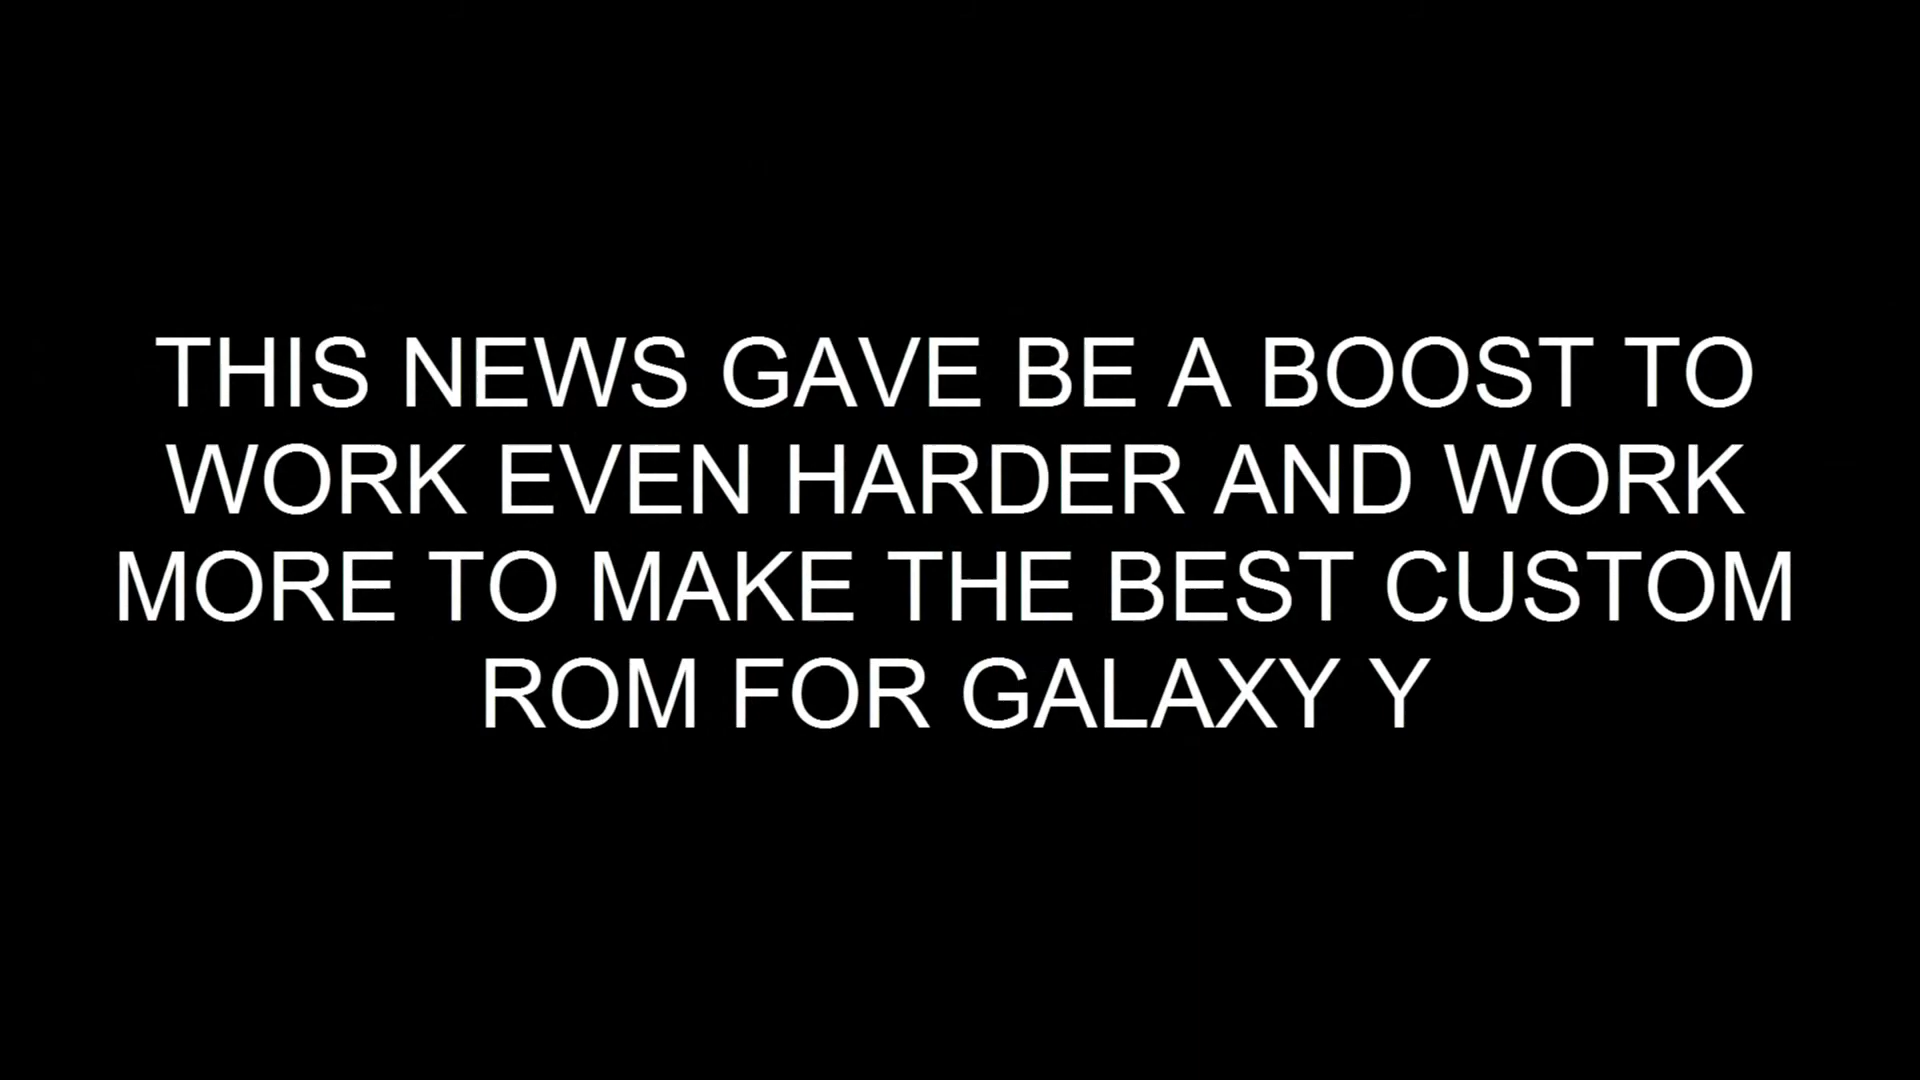 THIS NEWS GAVE BE A BOOST TO
WORK EVEN HARDER AND WORK
MORE TO MAKE THE BEST CUSTOM
ROM FOR GALAXY Y